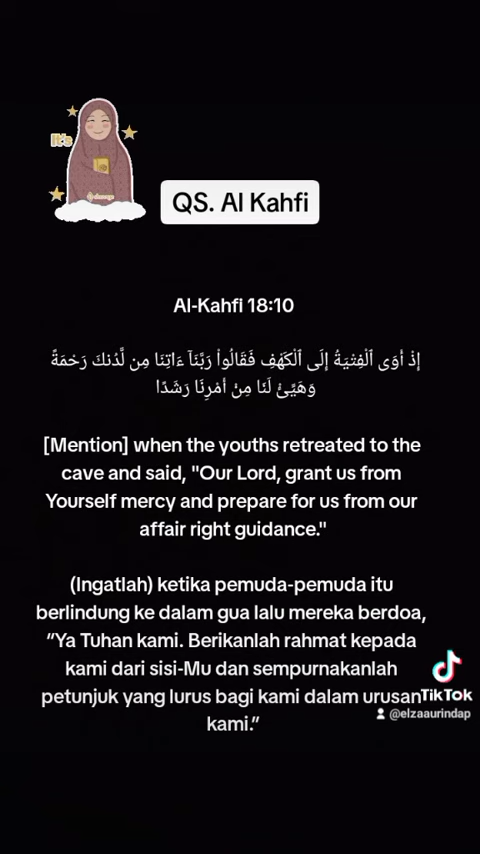 It's
QS. Al Kahfi
Al-Kahfi 18:10
إِذْ أَوَى ٱلْفِتْيَةُ إِلَى ٱلْكَهْفِ فَقَالُوا۟ رَبَّنَآ ءَاتِنَا مِن لَّدُنكَ رَحْمَةً
وَهَيِّئْ لَنَا مِنْ أَمْرِنَا رَشَدًا
[Mention] when the youths retreated to the
cave and said, "Our Lord, grant us from
Yourself mercy and prepare for us from our
affair right guidance."
(Ingatlah) ketika pemuda-pemuda itu
berlindung ke dalam gua lalu mereka berdoa,
“Ya Tuhan kami. Berikanlah rahmat kepada
kami dari sisi-Mu dan sempurnakanlah
petunjuk yang lurus bagi kami dalam urusan
kami.”
TikTok
@elzaaurindap